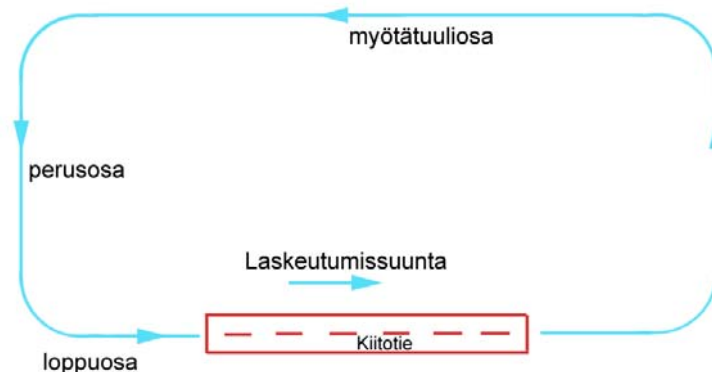 myötätuuliosa
perusosa
Laskeutumissuunta
Kiitotie
loppuosa